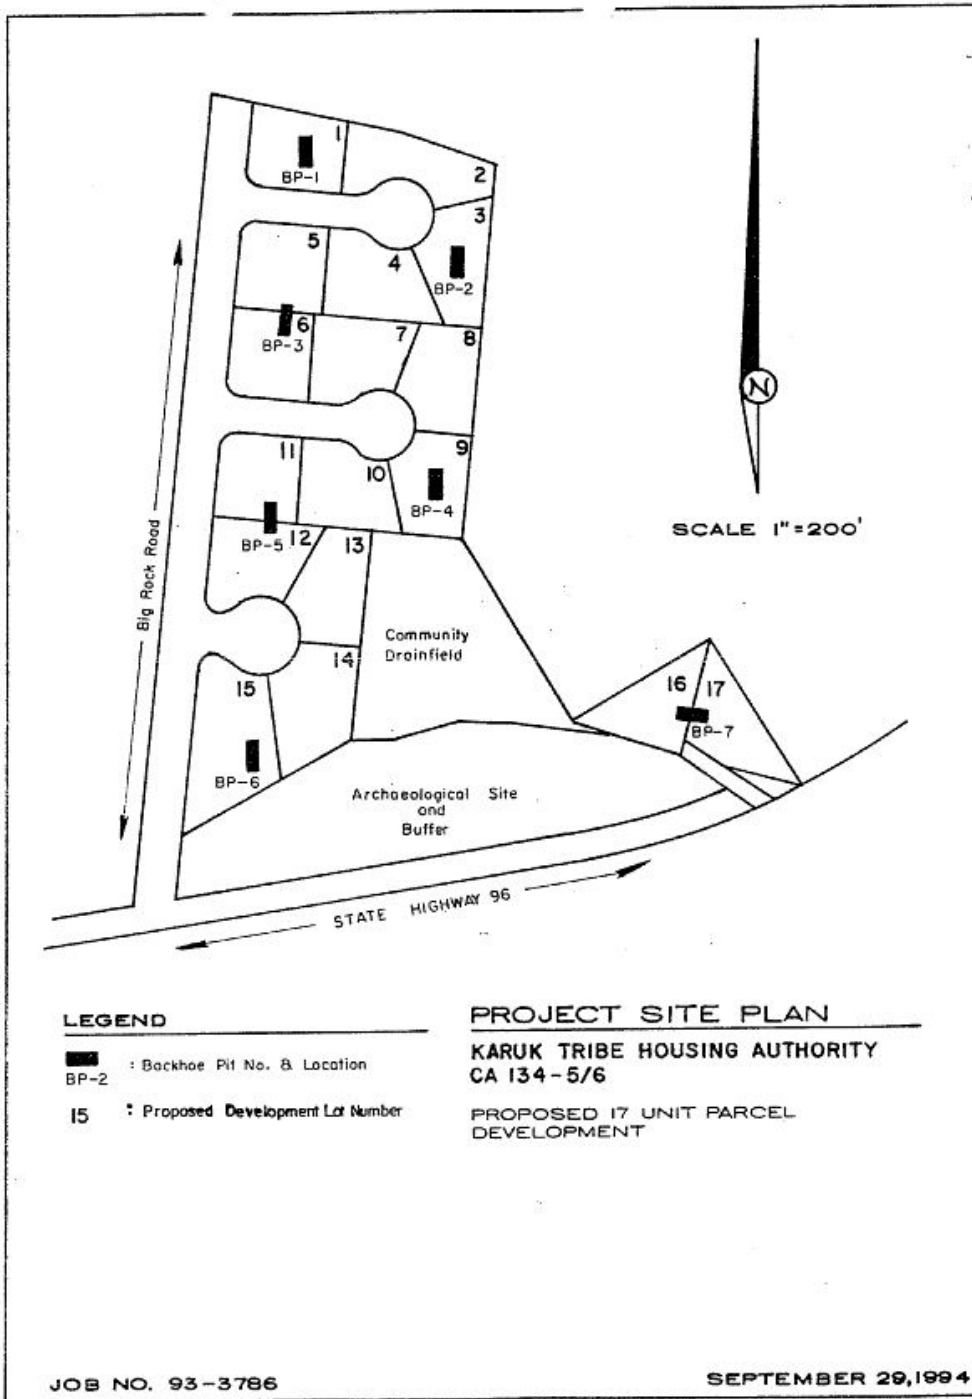 1
BP-1
2
3
5
4
BP-2
6
7
8
BP-3
11
9
10
BP-4
BP-5
12
13
N
SCALE 1"=200'
Big Rock Road
Community
Drainfield
14
15
16
17
BP-7
BP-6
Archaeological Site
and
Buffer
STATE HIGHWAY 96
LEGEND
BP-2 : Backhoe Pit No. & Location
15 : Proposed Development Lot Number
PROJECT SITE PLAN
KARUK TRIBE HOUSING AUTHORITY
CA 134-5/6
PROPOSED 17 UNIT PARCEL
DEVELOPMENT
JOB NO. 93-3786
SEPTEMBER 29,1994